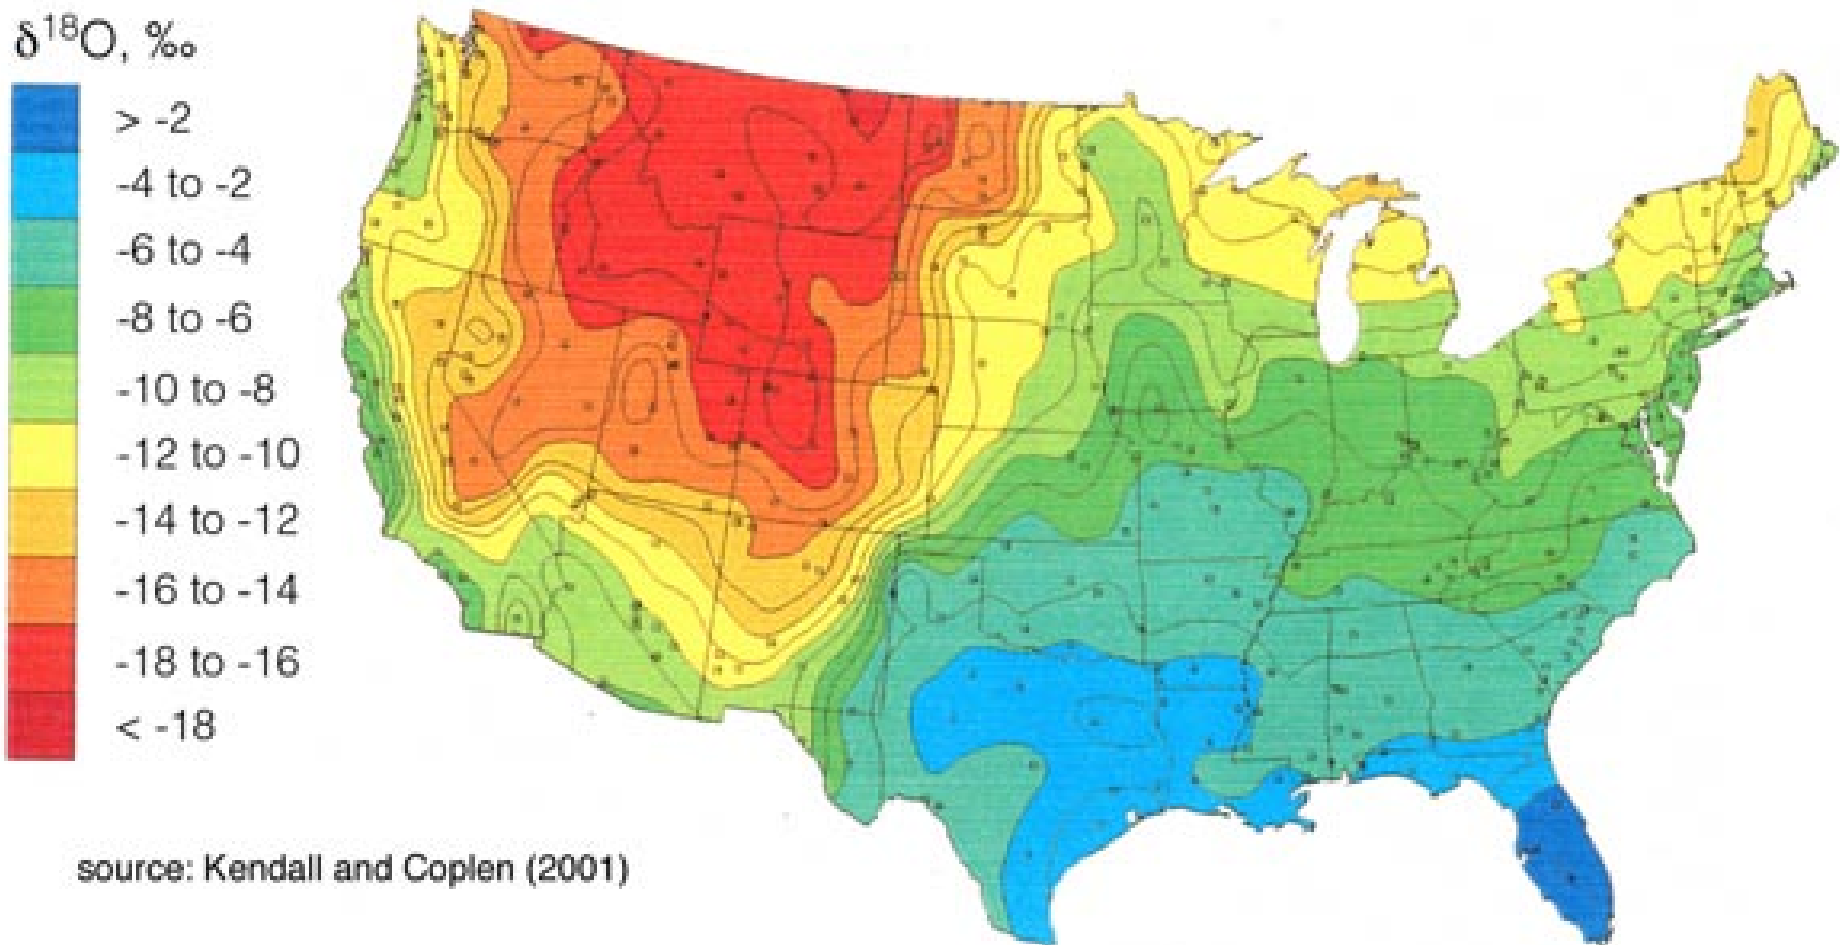 δ¹⁸O, ‰
> -2
-4 to -2
-6 to -4
-8 to -6
-10 to -8
-12 to -10
-14 to -12
-16 to -14
-18 to -16
< -18
source: Kendall and Coplen (2001)